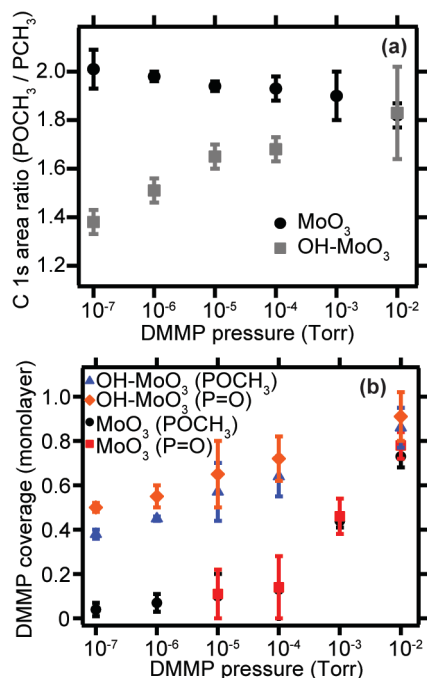 (a)
C 1s area ratio (POCH3 / PCH3)
2.0
1.8
1.6
1.4
1.2
MoO3
OH-MoO3
10-7 10-6 10-5 10-4 10-3 10-2
DMMP pressure (Torr)
(b)
OH-MoO3 (POCH3)
OH-MoO3 (P=O)
MoO3 (POCH3)
MoO3 (P=O)
DMMP coverage (monolayer)
1.0
0.8
0.6
0.4
0.2
0
10-7 10-6 10-5 10-4 10-3 10-2
DMMP pressure (Torr)